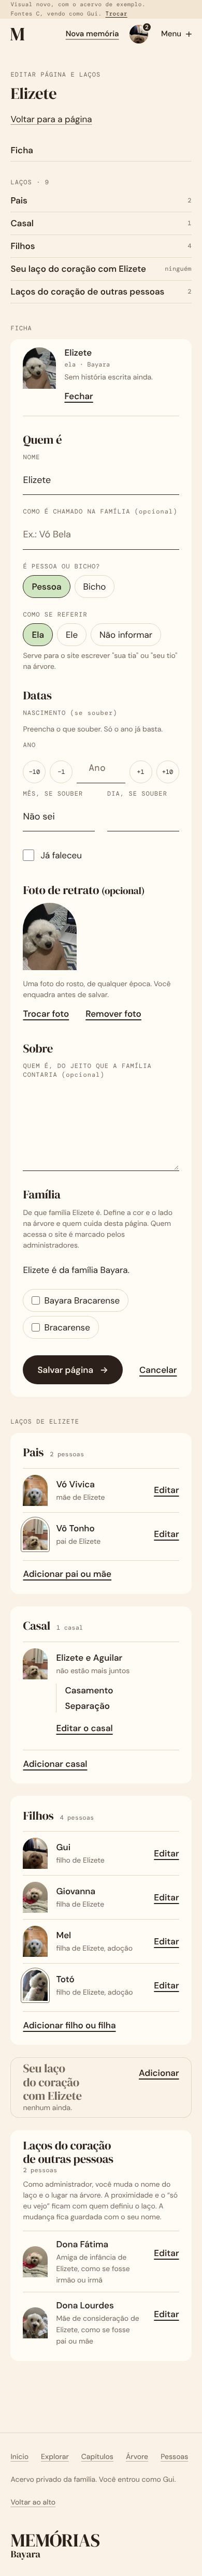 Visual novo, com o acervo de exemplo.
Fontes C, vendo como Gui. Trocar
M
Nova memória
2
Menu +
EDITAR PÁGINA E LAÇOS
Elizete
Voltar para a página
Ficha
LAÇOS · 9
Pais 2
Casal 1
Filhos 4
Seu laço do coração com Elizete ninguém
Laços do coração de outras pessoas 2
FICHA
Elizete
ela · Bayara
Sem história escrita ainda.
Fechar
Quem é
NOME
Elizete
COMO É CHAMADO NA FAMÍLIA (opcional)
Ex.: Vó Bela
É PESSOA OU BICHO?
Pessoa Bicho
COMO SE REFERIR
Ela Ele Não informar
Serve para o site escrever "sua tia" ou "seu tio"
na árvore.
Datas
NASCIMENTO (se souber)
Preencha o que souber. Só o ano já basta.
ANO
−10 −1 Ano +1 +10
MÊS, SE SOUBER DIA, SE SOUBER
Não sei
Já faleceu
Foto de retrato (opcional)
Uma foto do rosto, de qualquer época. Você
enquadra antes de salvar.
Trocar foto Remover foto
Sobre
QUEM É, DO JEITO QUE A FAMÍLIA
CONTARIA (opcional)
Família
De que família Elizete é. Define a cor e o lado
na árvore e quem cuida desta página. Quem
acessa o site é marcado pelos
administradores.
Elizete é da família Bayara.
Bayara Bracarense
Bracarense
Salvar página → Cancelar
LAÇOS DE ELIZETE
Pais 2 pessoas
Vó Vivica
mãe de Elizete
Editar
Vô Tonho
pai de Elizete
Editar
Adicionar pai ou mãe
Casal 1 casal
Elizete e Aguilar
não estão mais juntos
Casamento
Separação
Editar o casal
Adicionar casal
Filhos 4 pessoas
Gui
filho de Elizete
Editar
Giovanna
filha de Elizete
Editar
Mel
filha de Elizete, adoção
Editar
Totó
filho de Elizete, adoção
Editar
Adicionar filho ou filha
Seu laço
do coração
com Elizete
nenhum ainda.
Adicionar
Laços do coração
de outras pessoas
2 pessoas
Como administrador, você muda o nome do
laço e o lugar na árvore. A proximidade e o "só
eu vejo" ficam com quem definiu o laço. A
mudança fica guardada com o seu nome.
Dona Fátima
Amiga de infância de
Elizete, como se fosse
irmão ou irmã
Editar
Dona Lourdes
Mãe de consideração de
Elizete, como se fosse
pai ou mãe
Editar
Início Explorar Capítulos Árvore Pessoas
Acervo privado da família. Você entrou como Gui.
Voltar ao alto
MEMÓRIAS
Bayara